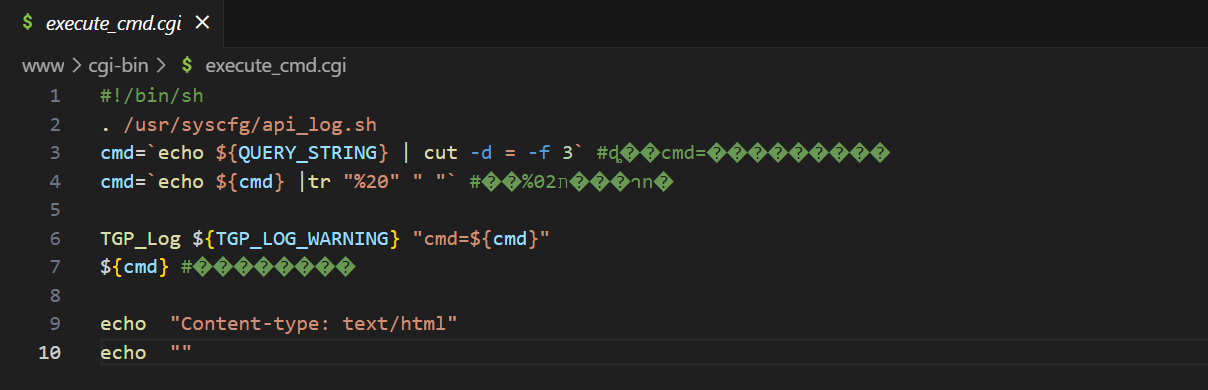 $ execute_cmd.cgi ×
www > cgi-bin > $ execute_cmd.cgi
1 #!/bin/sh
2 . /usr/syscfg/api_log.sh
3 cmd=`echo ${QUERY_STRING} | cut -d = -f 3` #ȡ��cmd=���������
4 cmd=`echo ${cmd} |tr "%20" " "` #��%02ת���ո�
5
6 TGP_Log ${TGP_LOG_WARNING} "cmd=${cmd}"
7 ${cmd} #��������
8
9 echo  "Content-type: text/html"
10 echo  ""